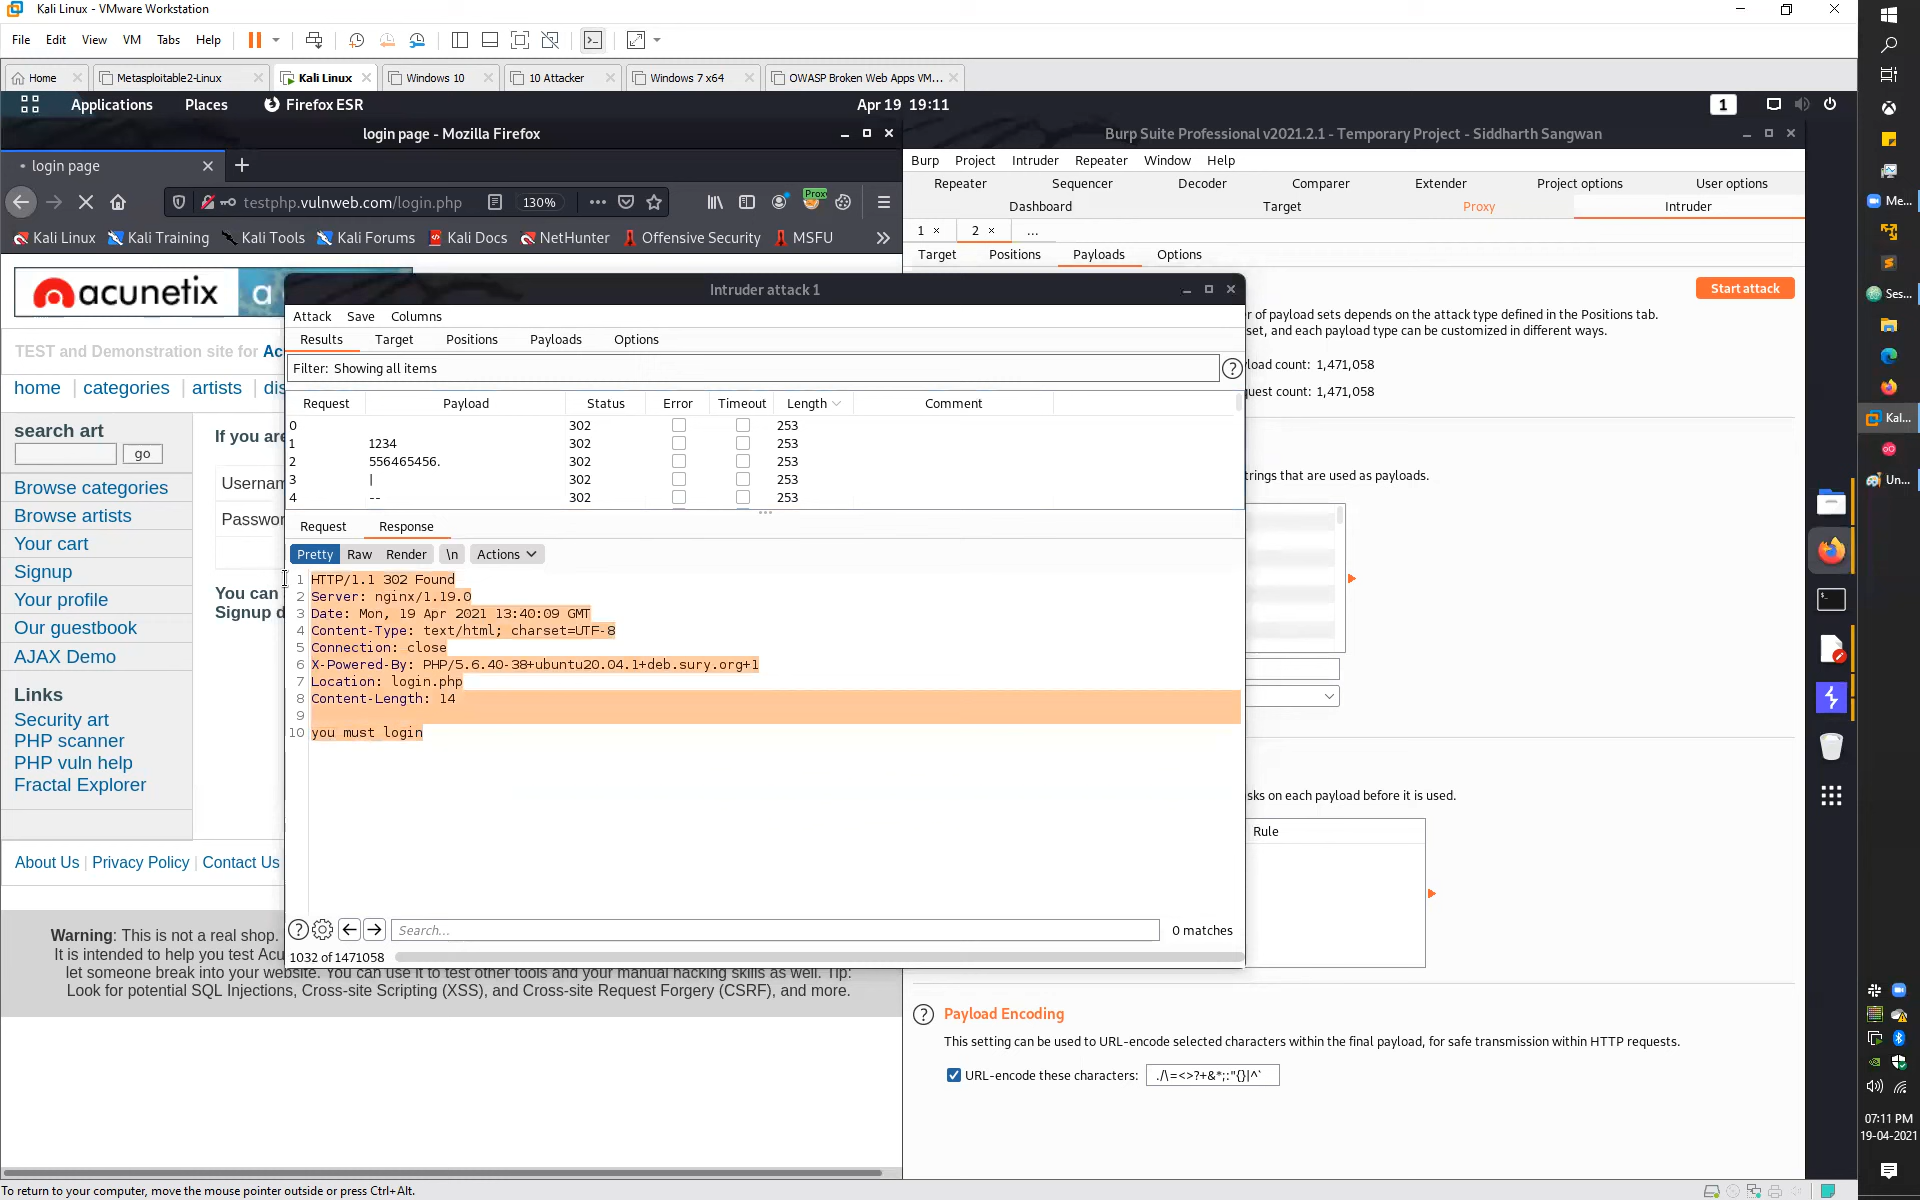 Kali Linux - VMware Workstation
File Edit View VM Tabs Help
Home Metasploitable2-Linux Kali Linux Windows 10 10 Attacker Windows 7 x64 OWASP Broken Web Apps VM...
Applications Places Firefox ESR Apr 19 19:11 1
login page - Mozilla Firefox
login page
testphp.vulnweb.com/login.php 130% Prox
Kali Linux Kali Training Kali Tools Kali Forums Kali Docs NetHunter Offensive Security MSFU
acunetix a
TEST and Demonstration site for Ac
home categories artists dis
search art
go
Browse categories
Browse artists
Your cart
Signup
Your profile
Our guestbook
AJAX Demo
Links
Security art
PHP scanner
PHP vuln help
Fractal Explorer
If you are
Usernam
Passwor
You can
Signup d
About Us | Privacy Policy | Contact Us
Warning: This is not a real shop.
It is intended to help you test Acu
let someone break into your website. You can use it to test other tools and your manual hacking skills as well. Tip:
Look for potential SQL Injections, Cross-site Scripting (XSS), and Cross-site Request Forgery (CSRF), and more.
Burp Suite Professional v2021.2.1 - Temporary Project - Siddharth Sangwan
Burp Project Intruder Repeater Window Help
Repeater Sequencer Decoder Comparer Extender Project options User options
Dashboard Target Proxy Intruder
1 × 2 × ...
Target Positions Payloads Options
Start attack
r of payload sets depends on the attack type defined in the Positions tab.
set, and each payload type can be customized in different ways.
yload count: 1,471,058
quest count: 1,471,058
trings that are used as payloads.
sks on each payload before it is used.
Rule
Payload Encoding
This setting can be used to URL-encode selected characters within the final payload, for safe transmission within HTTP requests.
URL-encode these characters: ./\=<>?+&*;:"{}|^`
Intruder attack 1
Attack Save Columns
Results Target Positions Payloads Options
Filter: Showing all items
Request Payload Status Error Timeout Length Comment
0 302 253
1 1234 302 253
2 556465456. 302 253
3 | 302 253
4 -- 302 253
Request Response
Pretty Raw Render \n Actions
1 HTTP/1.1 302 Found
2 Server: nginx/1.19.0
3 Date: Mon, 19 Apr 2021 13:40:09 GMT
4 Content-Type: text/html; charset=UTF-8
5 Connection: close
6 X-Powered-By: PHP/5.6.40-38+ubuntu20.04.1+deb.sury.org+1
7 Location: login.php
8 Content-Length: 14
9
10 you must login
Search... 0 matches
1032 of 1471058
Me...
Ses...
Kal...
Un...
07:11 PM
19-04-2021
To return to your computer, move the mouse pointer outside or press Ctrl+Alt.